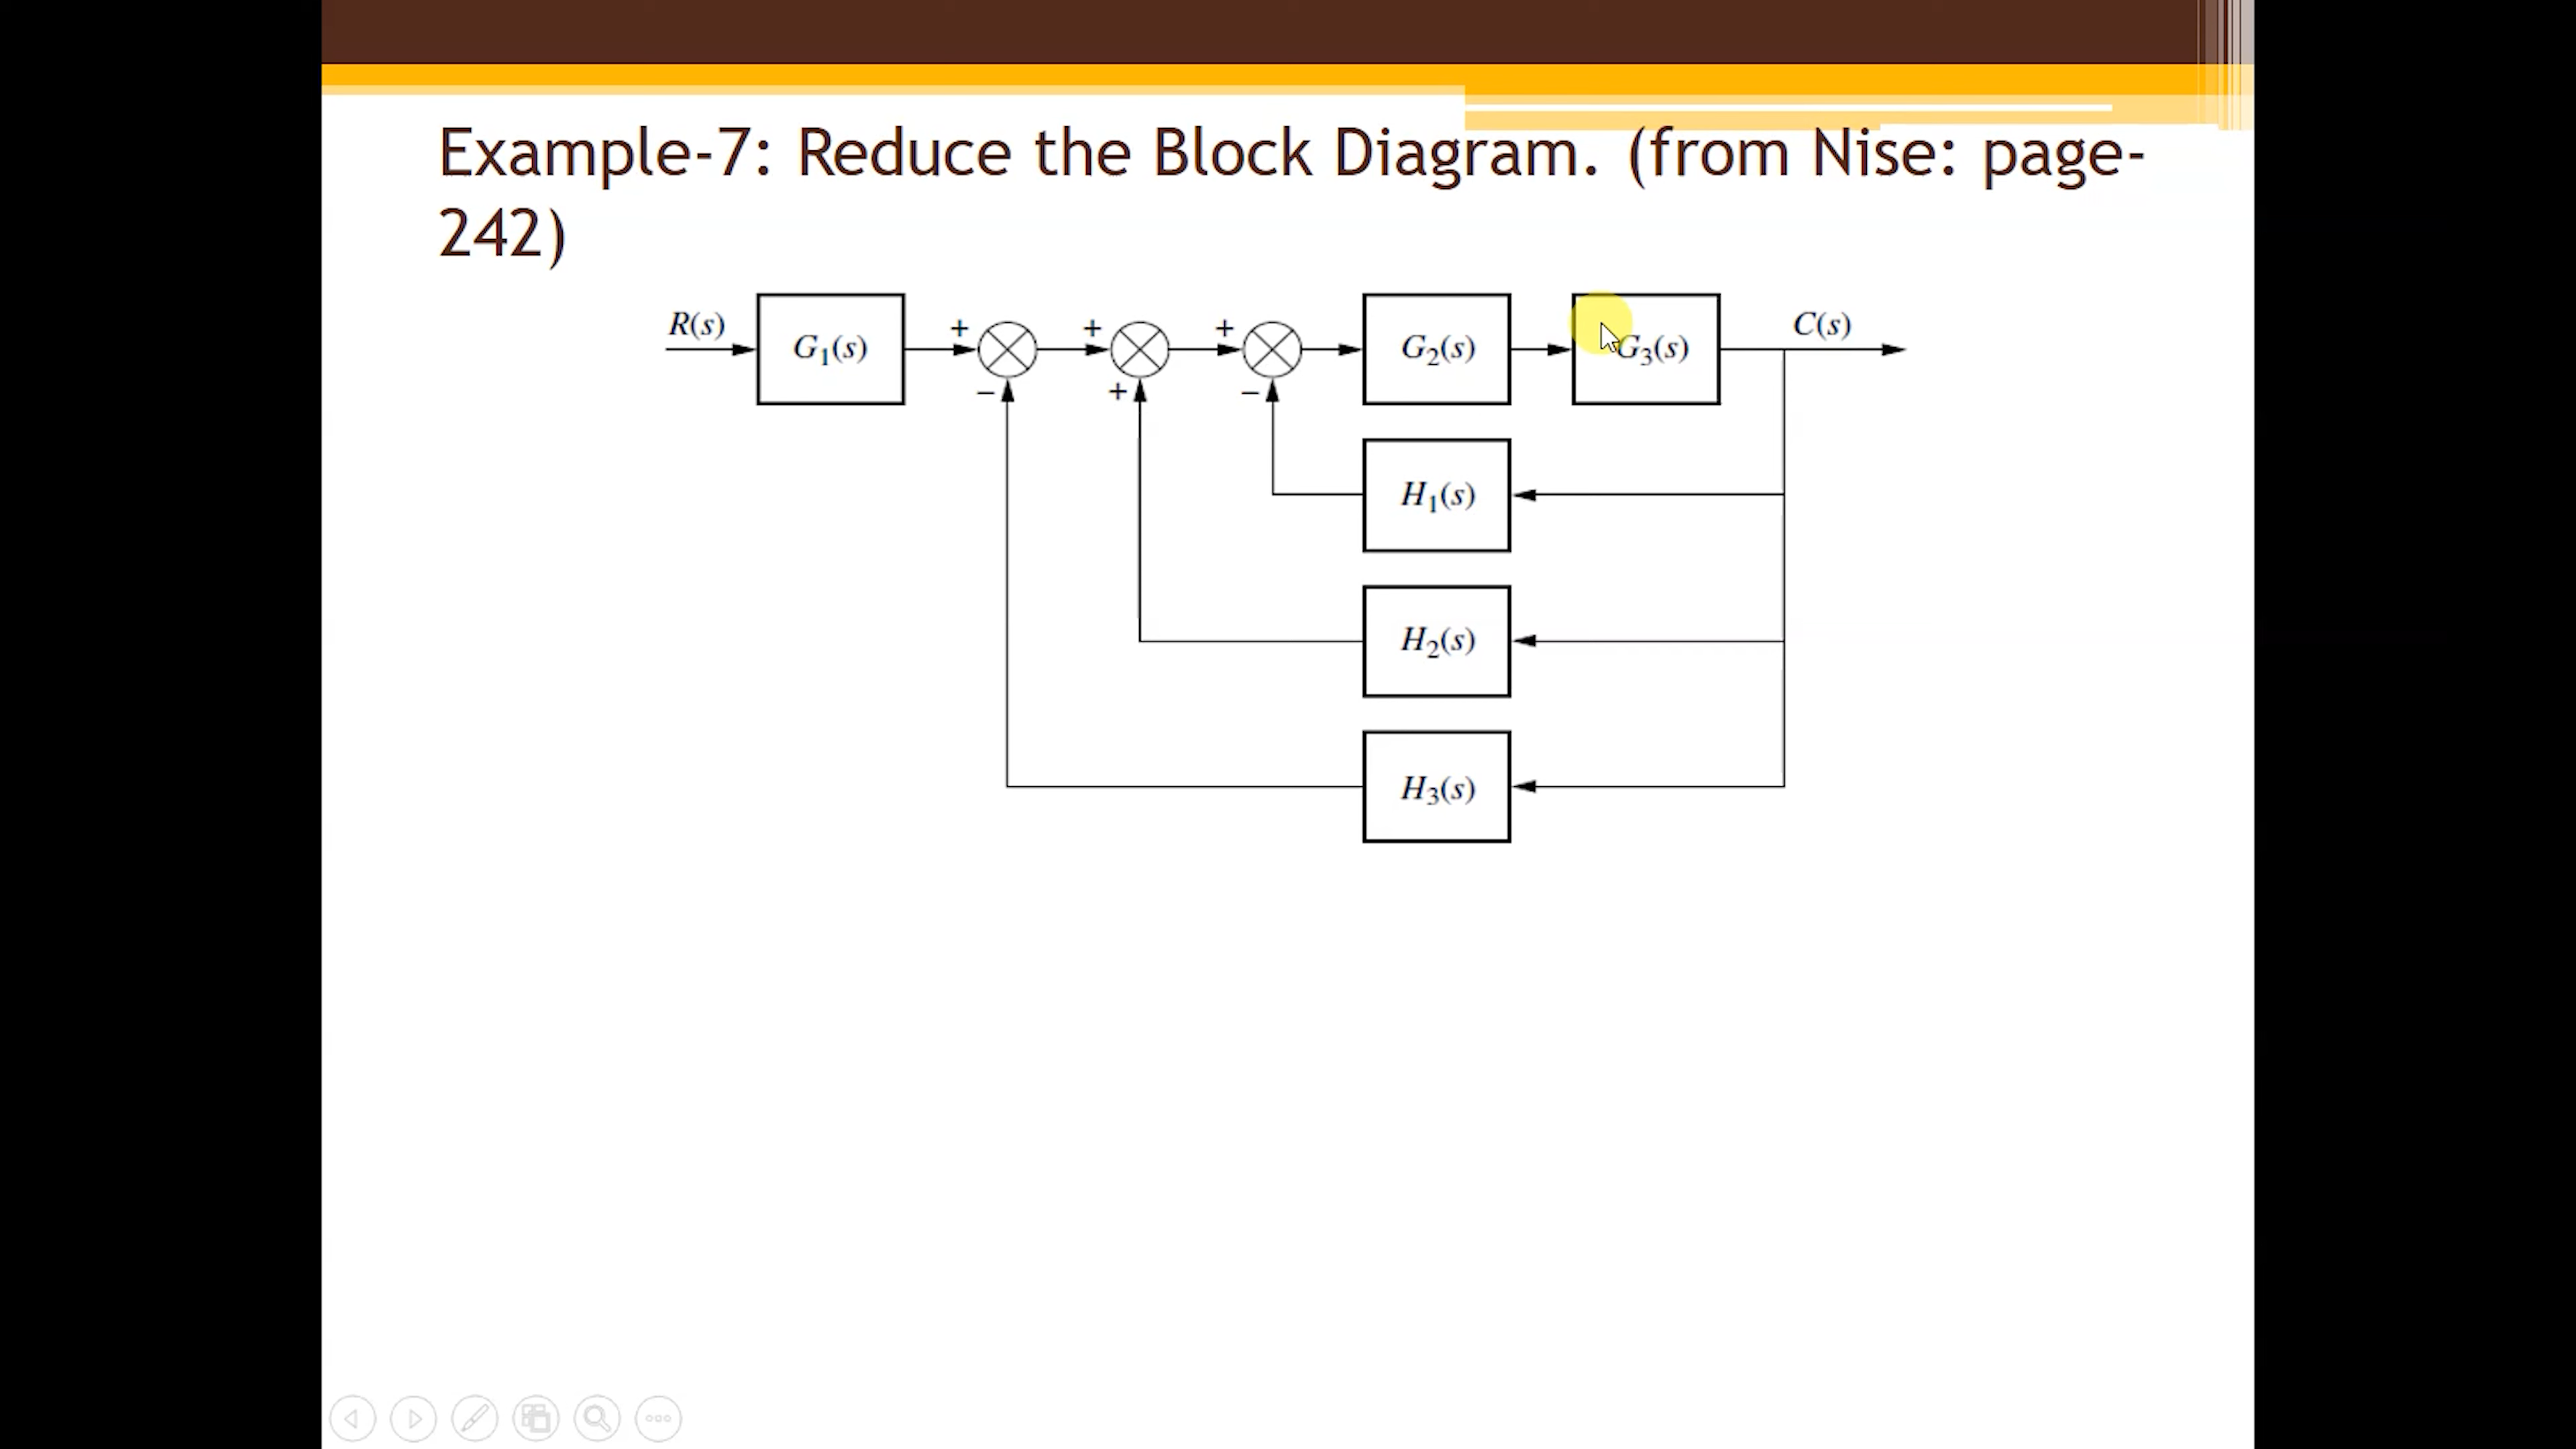 Example-7: Reduce the Block Diagram. (from Nise: page-
242)
R(s)
G₁(s)
+
−
+
+
+
−
G₂(s)
G₃(s)
C(s)
H₁(s)
H₂(s)
H₃(s)